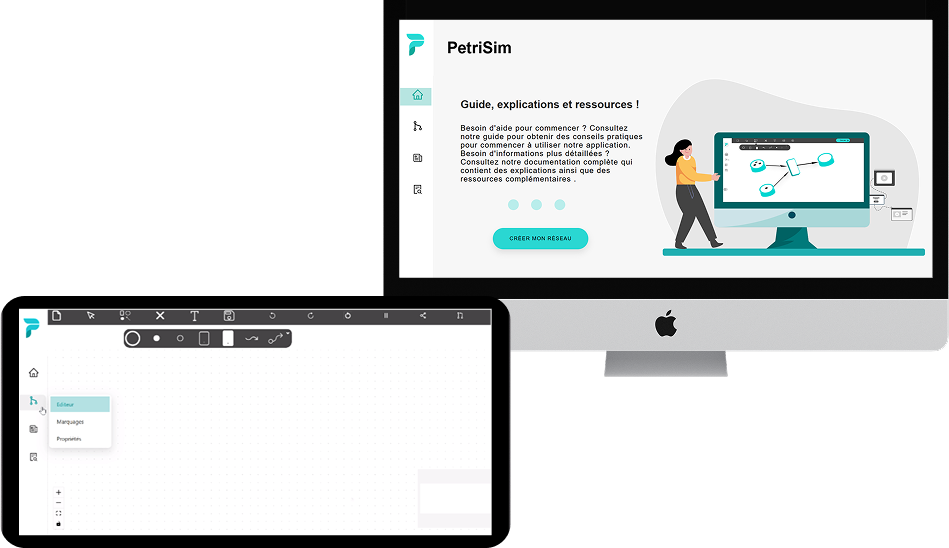 PetriSim
Guide, explications et ressources !
Besoin d'aide pour commencer ? Consultez
notre guide pour obtenir des conseils pratiques
pour commencer à utiliser notre application.
Besoin d'informations plus détaillées ?
Consultez notre documentation complète qui
contient des explications ainsi que des
ressources complémentaires .
CRÉER MON RÉSEAU
Editeur
Marquages
Propriétés